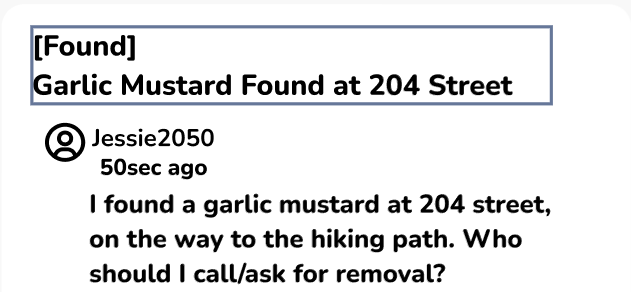 [Found]
Garlic Mustard Found at 204 Street
Jessie2050
50sec ago
I found a garlic mustard at 204 street,
on the way to the hiking path. Who
should I call/ask for removal?